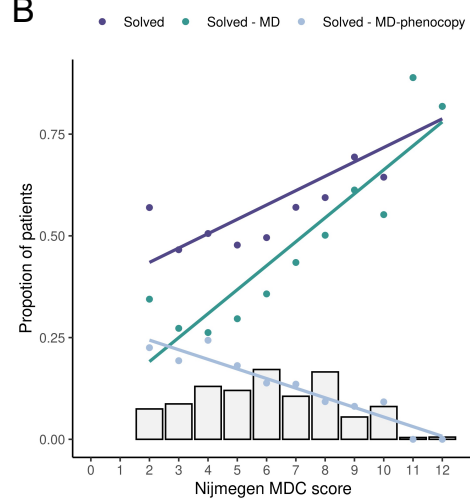 B
Solved Solved - MD Solved - MD-phenocopy
Propotion of patients
0.75
0.50
0.25
0.00
0 1 2 3 4 5 6 7 8 9 10 11 12
Nijmegen MDC score